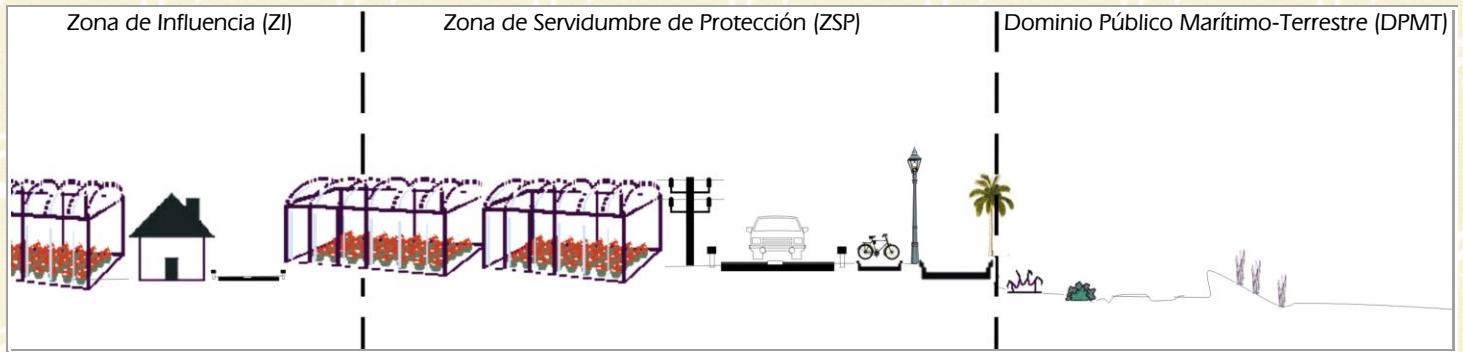 Zona de Influencia (ZI)
Zona de Servidumbre de Protección (ZSP)
Dominio Público Marítimo-Terrestre (DPMT)